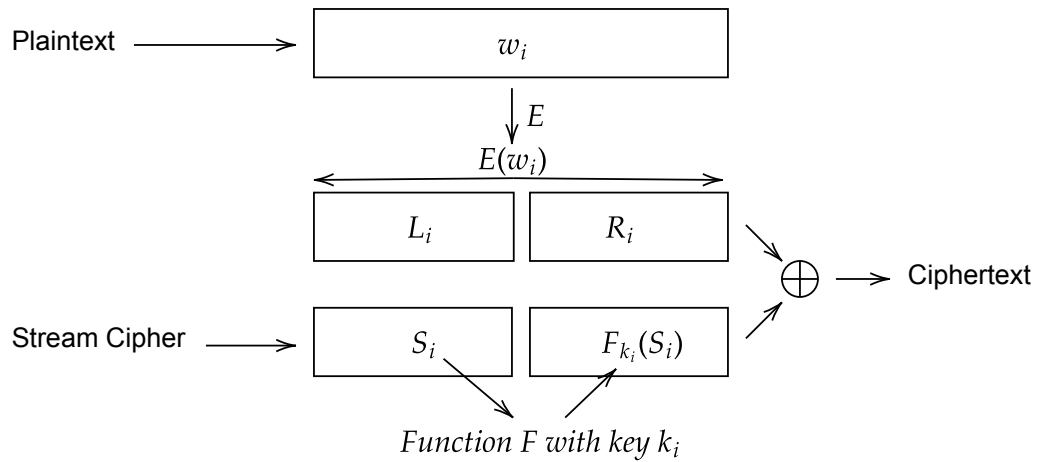 Plaintext
w_i
E
E(w_i)
L_i R_i
Ciphertext
Stream Cipher
S_i F_{k_i}(S_i)
Function F with key k_i